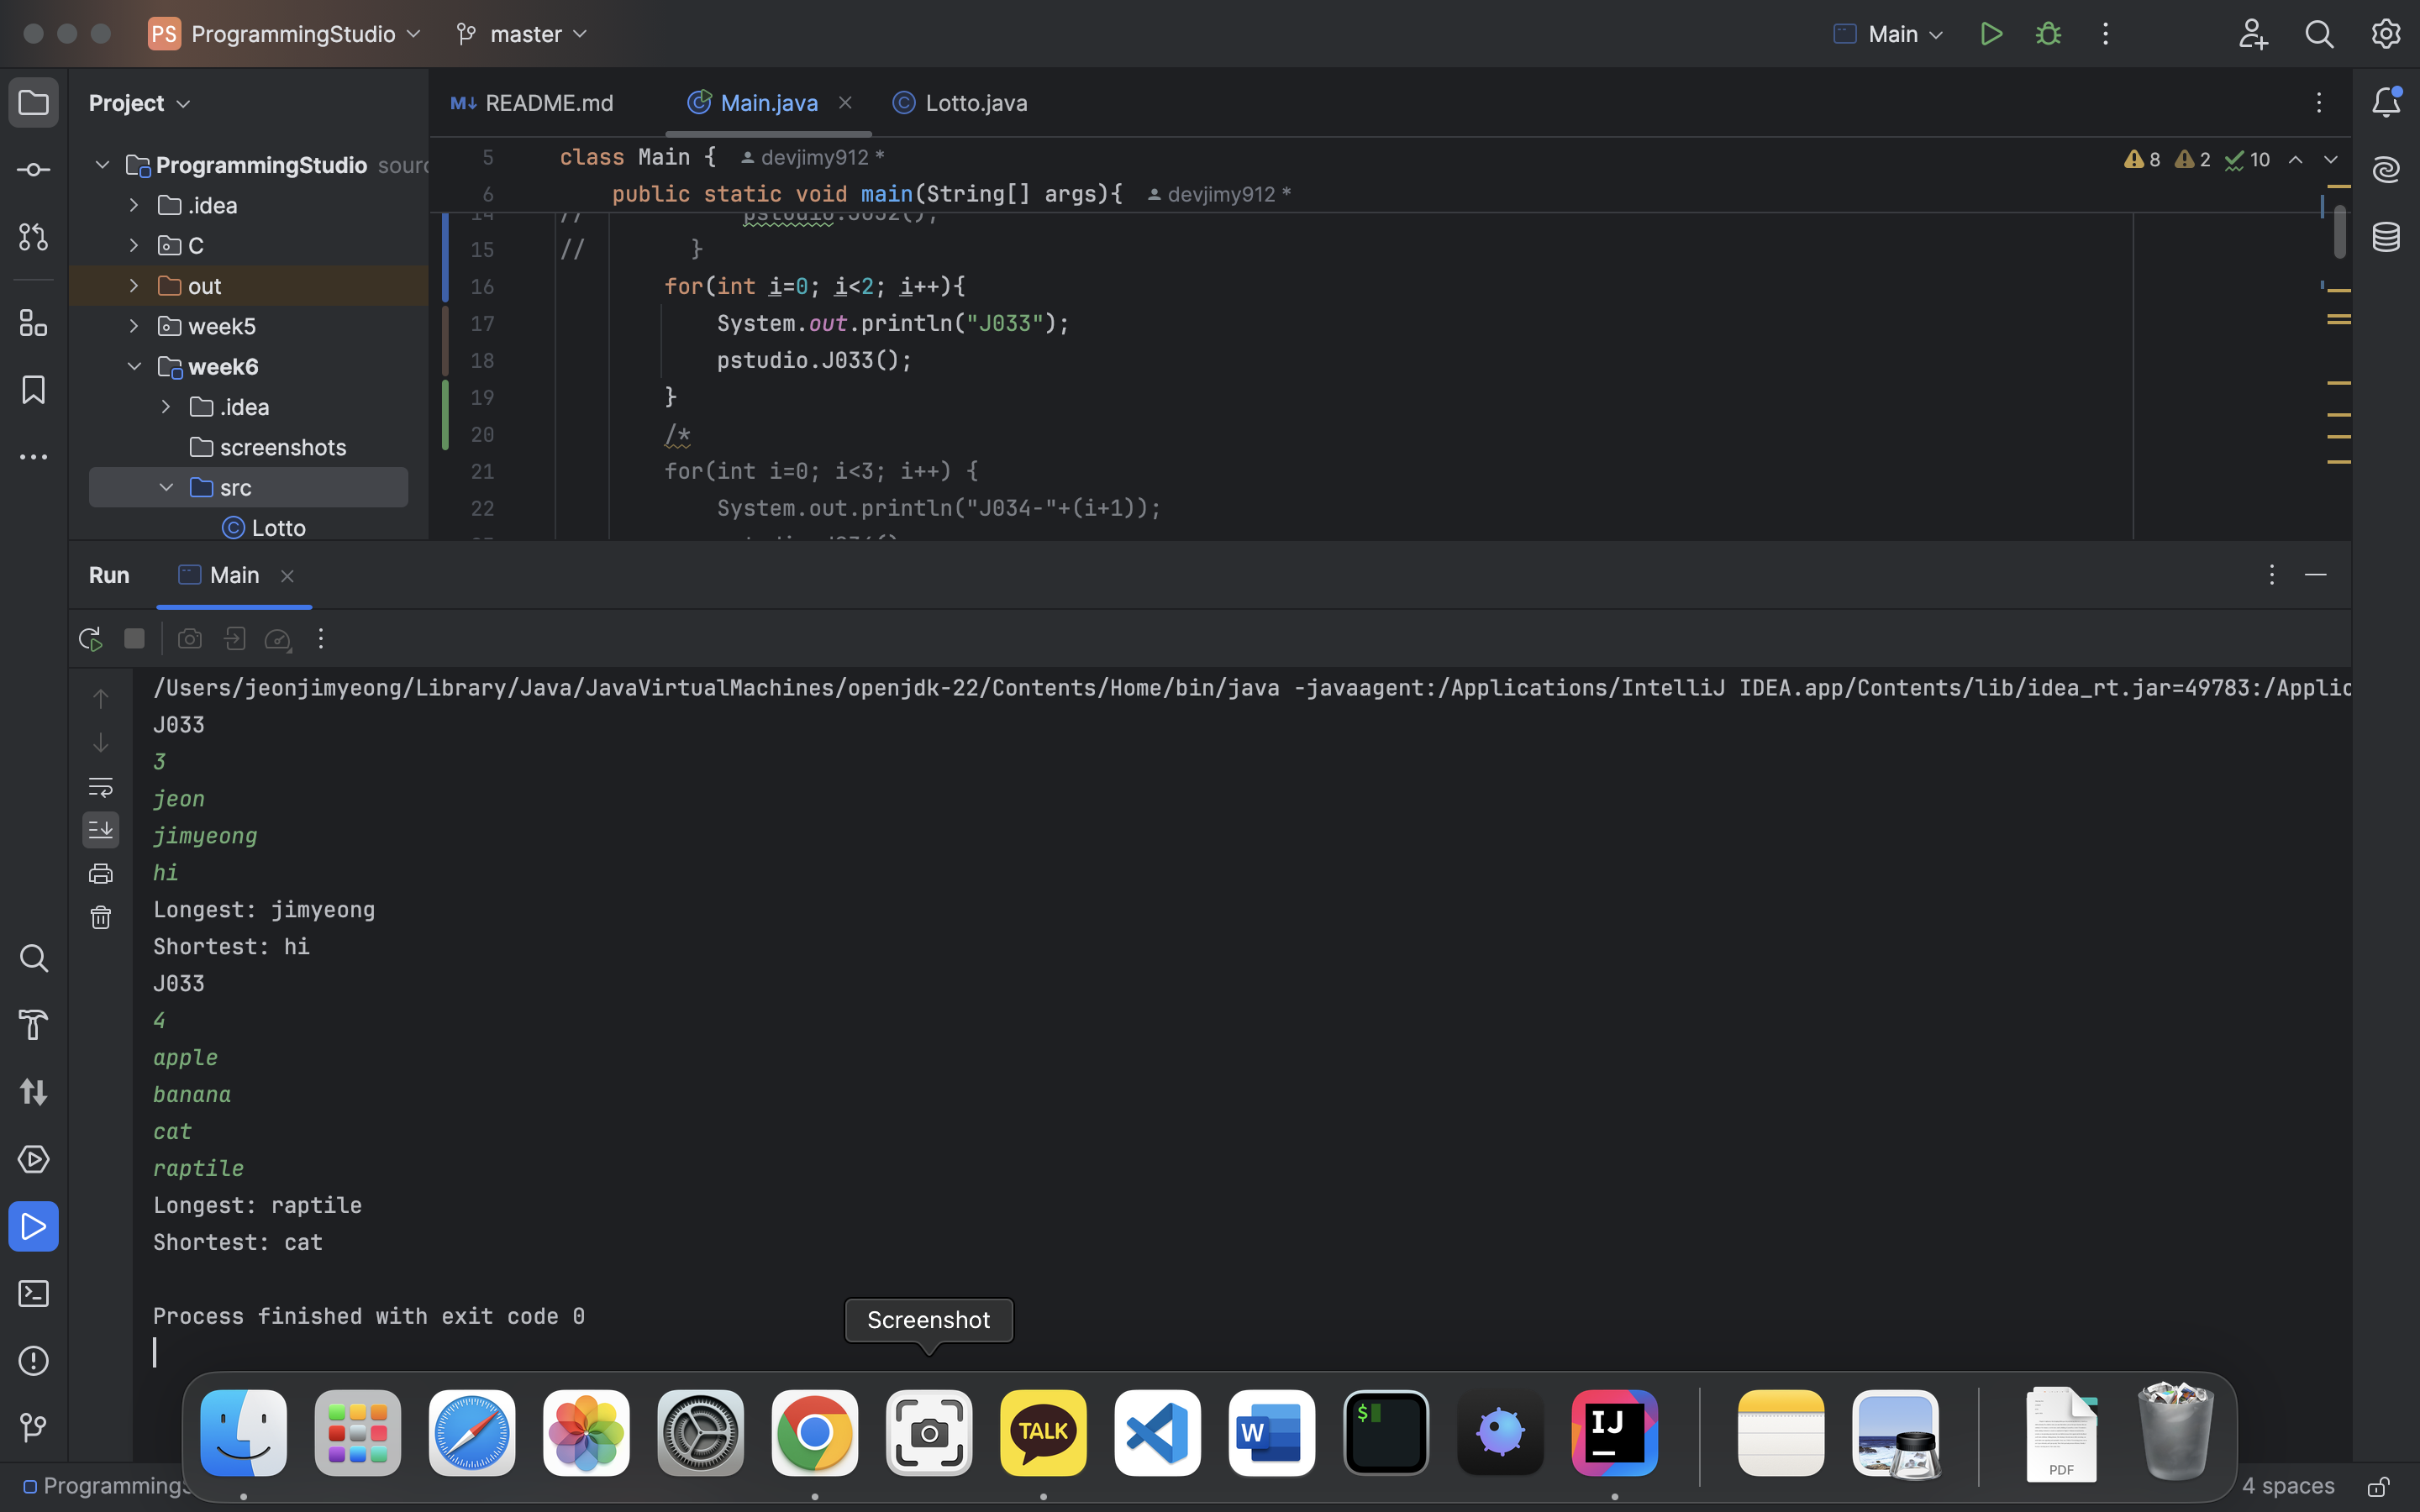 PS ProgrammingStudio master Main
Project
README.md Main.java Lotto.java
ProgrammingStudio sourc
.idea
C
out
week5
week6
.idea
screenshots
src
Lotto
5 class Main { devjimy912 *
8 2 10
6 public static void main(String[] args){ devjimy912 *
14 // pstudio.J032();
15 // }
16 for(int i=0; i<2; i++){
17 System.out.println("J033");
18 pstudio.J033();
19 }
20 /*
21 for(int i=0; i<3; i++) {
22 System.out.println("J034-"+(i+1));
Run Main
/Users/jeonjimyeong/Library/Java/JavaVirtualMachines/openjdk-22/Contents/Home/bin/java -javaagent:/Applications/IntelliJ IDEA.app/Contents/lib/idea_rt.jar=49783:/Applic
J033
3
jeon
jimyeong
hi
Longest: jimyeong
Shortest: hi
J033
4
apple
banana
cat
raptile
Longest: raptile
Shortest: cat
Process finished with exit code 0
Screenshot
TALK
W
$
IJ
PDF
ProgrammingS
4 spaces